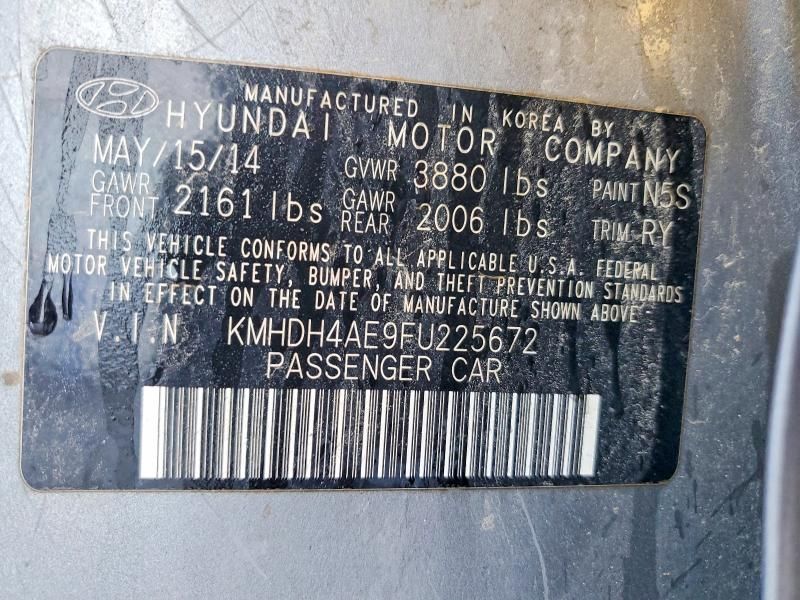 MANUFACTURED IN KOREA BY
HYUNDAI MOTOR COMPANY
MAY/15/14 GVWR 3880 lbs PAINT N5S
GAWR FRONT 2161 lbs GAWR REAR 2006 lbs TRIM RY
THIS VEHICLE CONFORMS TO ALL APPLICABLE U.S.A. FEDERAL
MOTOR VEHICLE SAFETY, BUMPER, AND THEFT PREVENTION STANDARDS
IN EFFECT ON THE DATE OF MANUFACTURE SHOWN ABOVE
V.I.N KMHDH4AE9FU225672
PASSENGER CAR